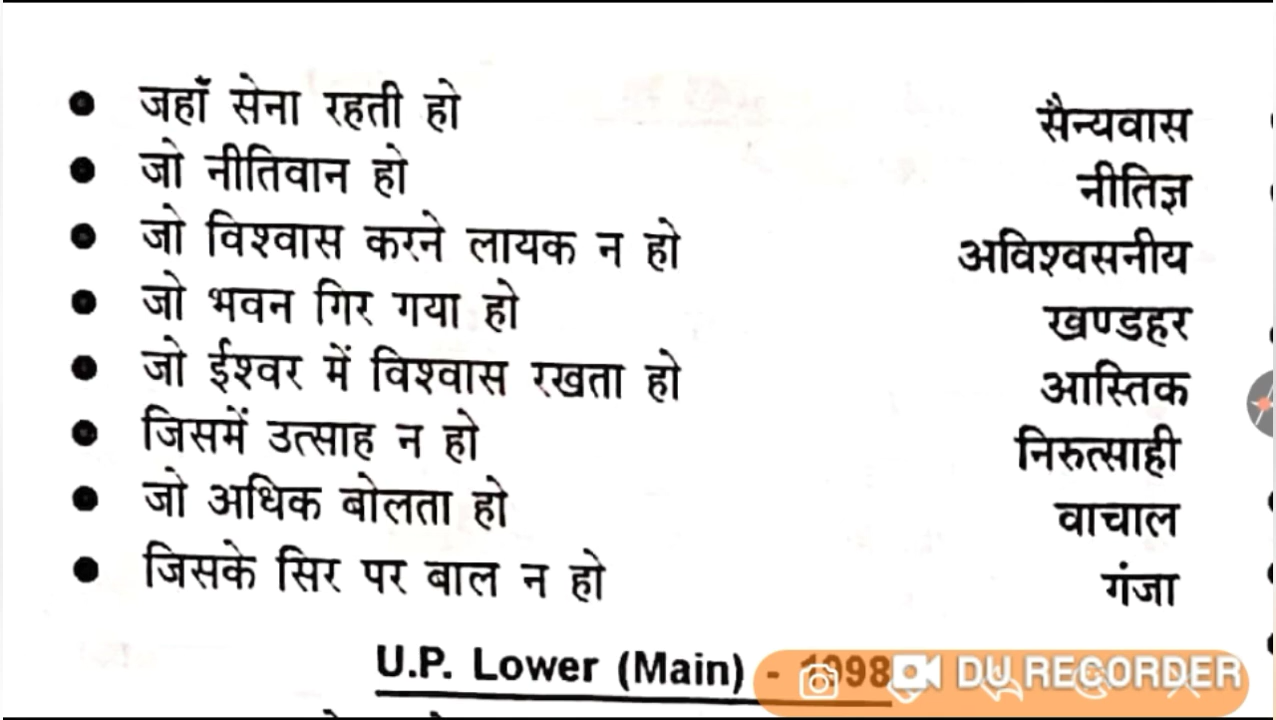 जहाँ सेना रहती हो सैन्यवास
जो नीतिवान हो नीतिज्ञ
जो विश्वास करने लायक न हो अविश्वसनीय
जो भवन गिर गया हो खण्डहर
जो ईश्वर में विश्वास रखता हो आस्तिक
जिसमें उत्साह न हो निरुत्साही
जो अधिक बोलता हो वाचाल
जिसके सिर पर बाल न हो गंजा
U.P. Lower (Main) - 1998
DU RECORDER